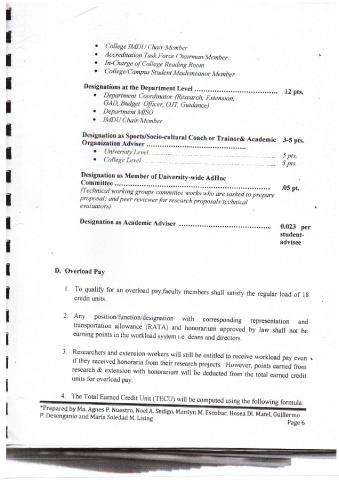 • College IMDU Chair/Member
• Accreditation Task Force Chairman/Member
• In-Charge of College Reading Room
• College/Campus Student Misdemeanor Member
Designations at the Department Level ........................................ 12 pts.
• Department Coordinator (Research, Extension,
GAD, Budget Officer, OJT, Guidance)
• Department MISO
• IMDU Chair/Member
Designation as Sports/Socio-cultural Coach or Trainor& Academic 3-5 pts.
Organization Adviser ........................................
• University Level ........................................ 5 pts.
• College Level ........................................ 3 pts.
Designation as Member of University-wide AdHoc
Committee ........................................ .05 pt.
(Technical working groups/committee works who are tasked to prepare
proposal; and peer reviewer for research proposals/technical
evaluators)
Designation as Academic Adviser ........................................ 0.023 per
student-
advisee
D. Overload Pay
1. To qualify for an overload pay,faculty members shall satisfy the regular load of 18
credit units.
2. Any position/function/designation with corresponding representation and
transportation allowance (RATA) and honorarium approved by law shall not be
earning points in the workload system i.e. deans and directors
3. Researchers and extension workers will still be entitled to receive workload pay even
if they received honoraria from their research projects. However, points earned from
research & extension with honorarium will be deducted from the total earned credit
units for overload pay.
4. The Total Earned Credit Unit (TECU) will be computed using the following formula:
*Prepared by Ma. Agnes P. Nuestro, Noel A. Sedigo, Marilyn M. Escobar, Hosea DL Matel, Guillermo
P. Desenganio and Maria Soledad M. Lising
Page 6